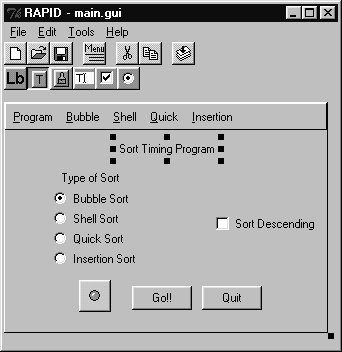 RAPID - main.gui
File Edit Tools Help
Menu
Lb T TI
Program Bubble Shell Quick Insertion
Sort Timing Program
Type of Sort
Bubble Sort
Shell Sort
Sort Descending
Quick Sort
Insertion Sort
Go!! Quit